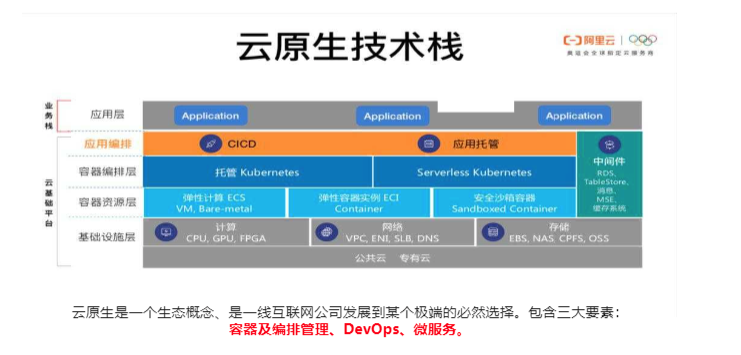 云原生技术栈
阿里云
奥运会全球指定云服务商
业务栈
应用层
Application
Application
Application
应用编排
CICD
应用托管
中间件
RDS,
TableStore,
消息,
MSE,
缓存系统
云基础平台
容器编排层
托管 Kubernetes
Serverless Kubernetes
容器资源层
弹性计算 ECS
VM, Bare-metal
弹性容器实例 ECI
Container
安全沙箱容器
Sandboxed Container
基础设施层
计算
CPU, GPU, FPGA
网络
VPC, ENI, SLB, DNS
存储
EBS, NAS, CPFS, OSS
公共云 专有云
云原生是一个生态概念、是一线互联网公司发展到某个极端的必然选择。包含三大要素：
容器及编排管理、DevOps、微服务。